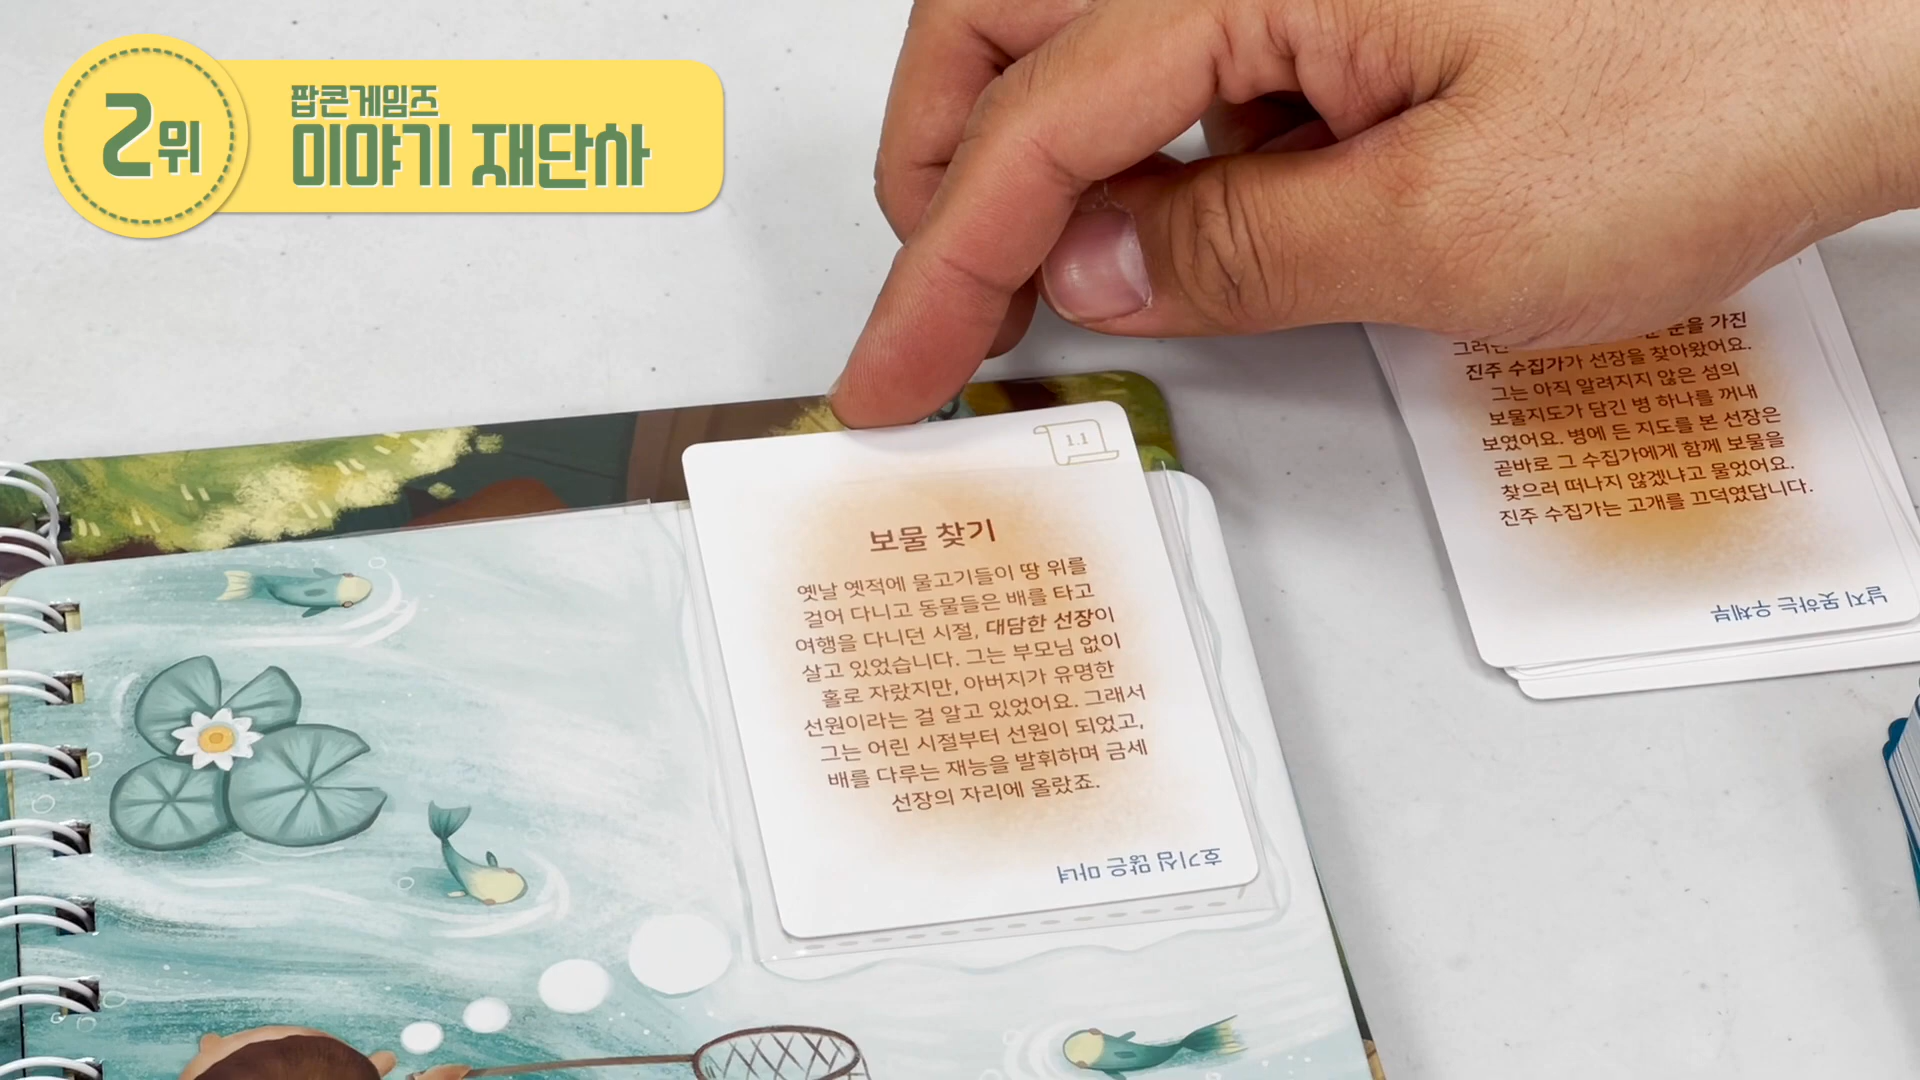 2위
팝콘게임즈
이야기 재단사
1.1
보물 찾기
옛날 옛적에 물고기들이 땅 위를
걸어 다니고 동물들은 배를 타고
여행을 다니던 시절, 대담한 선장이
살고 있었습니다. 그는 부모님 없이
홀로 자랐지만, 아버지가 유명한
선원이라는 걸 알고 있었어요. 그래서
그는 어린 시절부터 선원이 되었고,
배를 다루는 재능을 발휘하며 금세
선장의 자리에 올랐죠.
호기심 많은 마녀
눈을 가진
그러던
진주 수집가가 선장을 찾아왔어요.
그는 아직 알려지지 않은 섬의
보물지도가 담긴 병 하나를 꺼내
보였어요. 병에 든 지도를 본 선장은
곧바로 그 수집가에게 함께 보물을
찾으러 떠나지 않겠냐고 물었어요.
진주 수집가는 고개를 끄덕였답니다.
날지 못하는 우체부